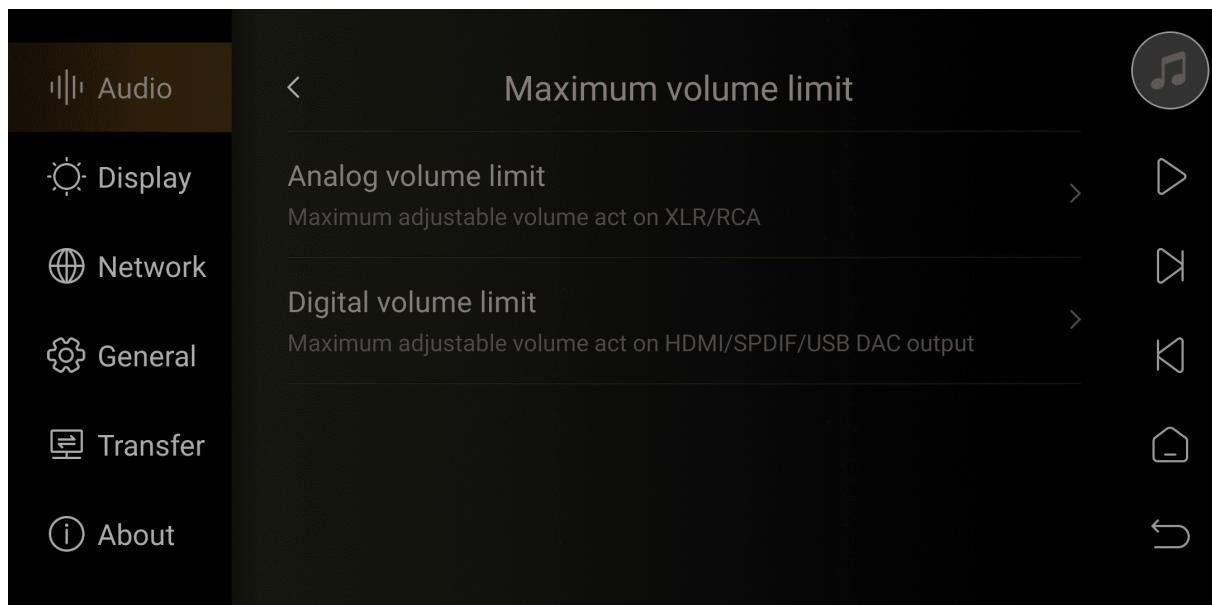 Audio
Display
Network
General
Transfer
About
Maximum volume limit
Analog volume limit
Maximum adjustable volume act on XLR/RCA
Digital volume limit
Maximum adjustable volume act on HDMI/SPDIF/USB DAC output